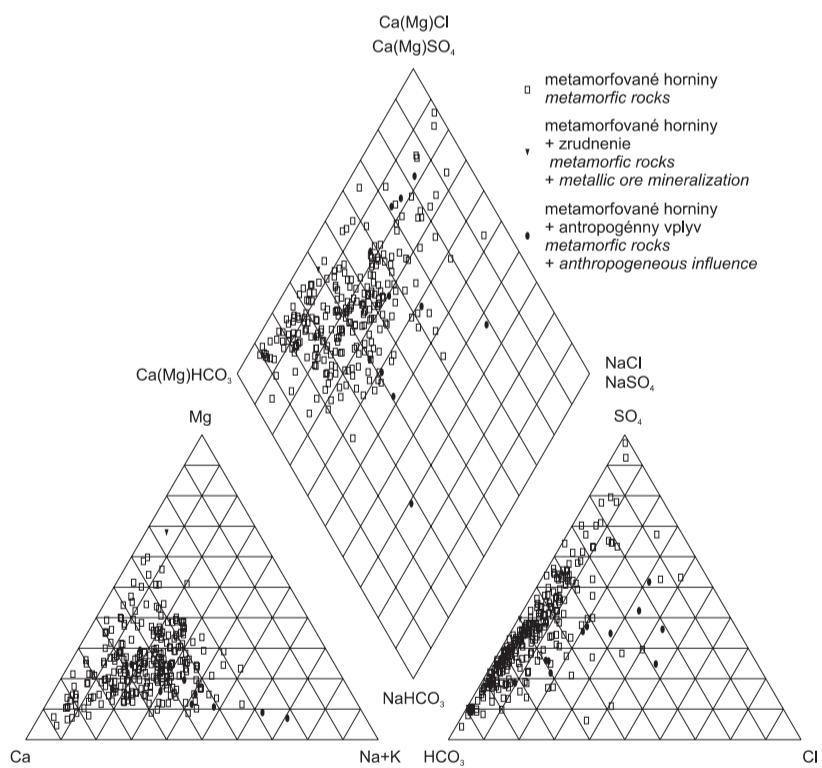 Ca(Mg)Cl
Ca(Mg)SO₄
metamorfované horniny
metamorfic rocks
metamorfované horniny
+ zrudnenie
metamorfic rocks
+ metallic ore mineralization
metamorfované horniny
+ antropogénny vplyv
metamorfic rocks
+ anthropogeneous influence
Ca(Mg)HCO₃
NaCl
NaSO₄
Mg
SO₄
NaHCO₃
Ca
Na+K
HCO₃
Cl